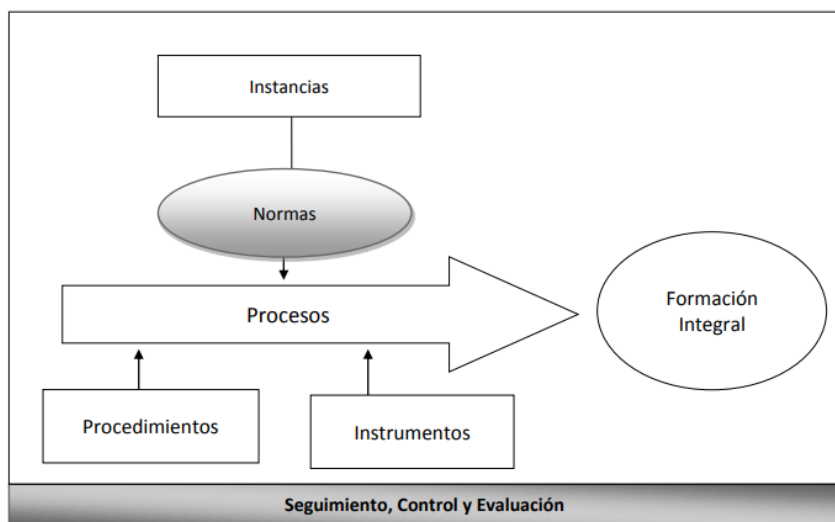 Instancias
Normas
Procesos
Formación
Integral
Procedimientos
Instrumentos
Seguimiento, Control y Evaluación